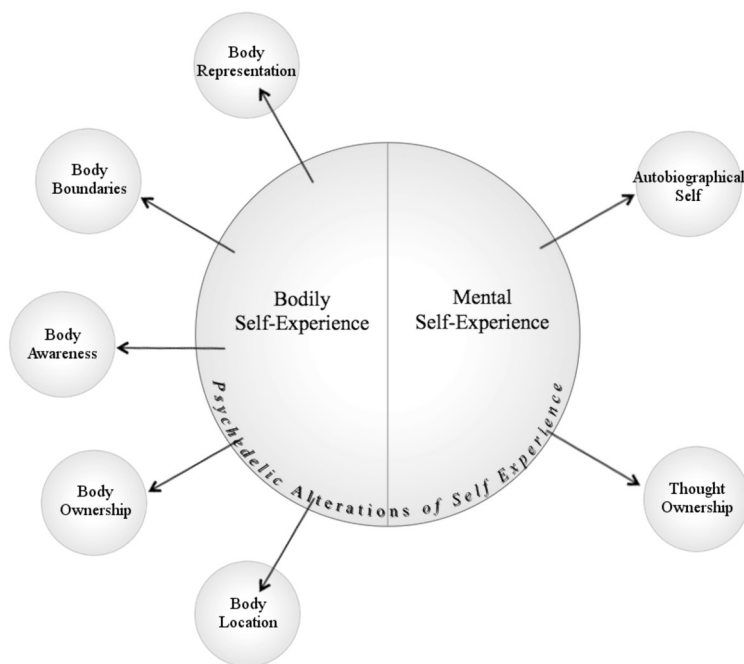 Body
Representation
Body
Boundaries
Autobiographical
Self
Bodily
Self-Experience
Mental
Self-Experience
Body
Awareness
Psychedelic Alterations of Self Experience
Body
Ownership
Thought
Ownership
Body
Location